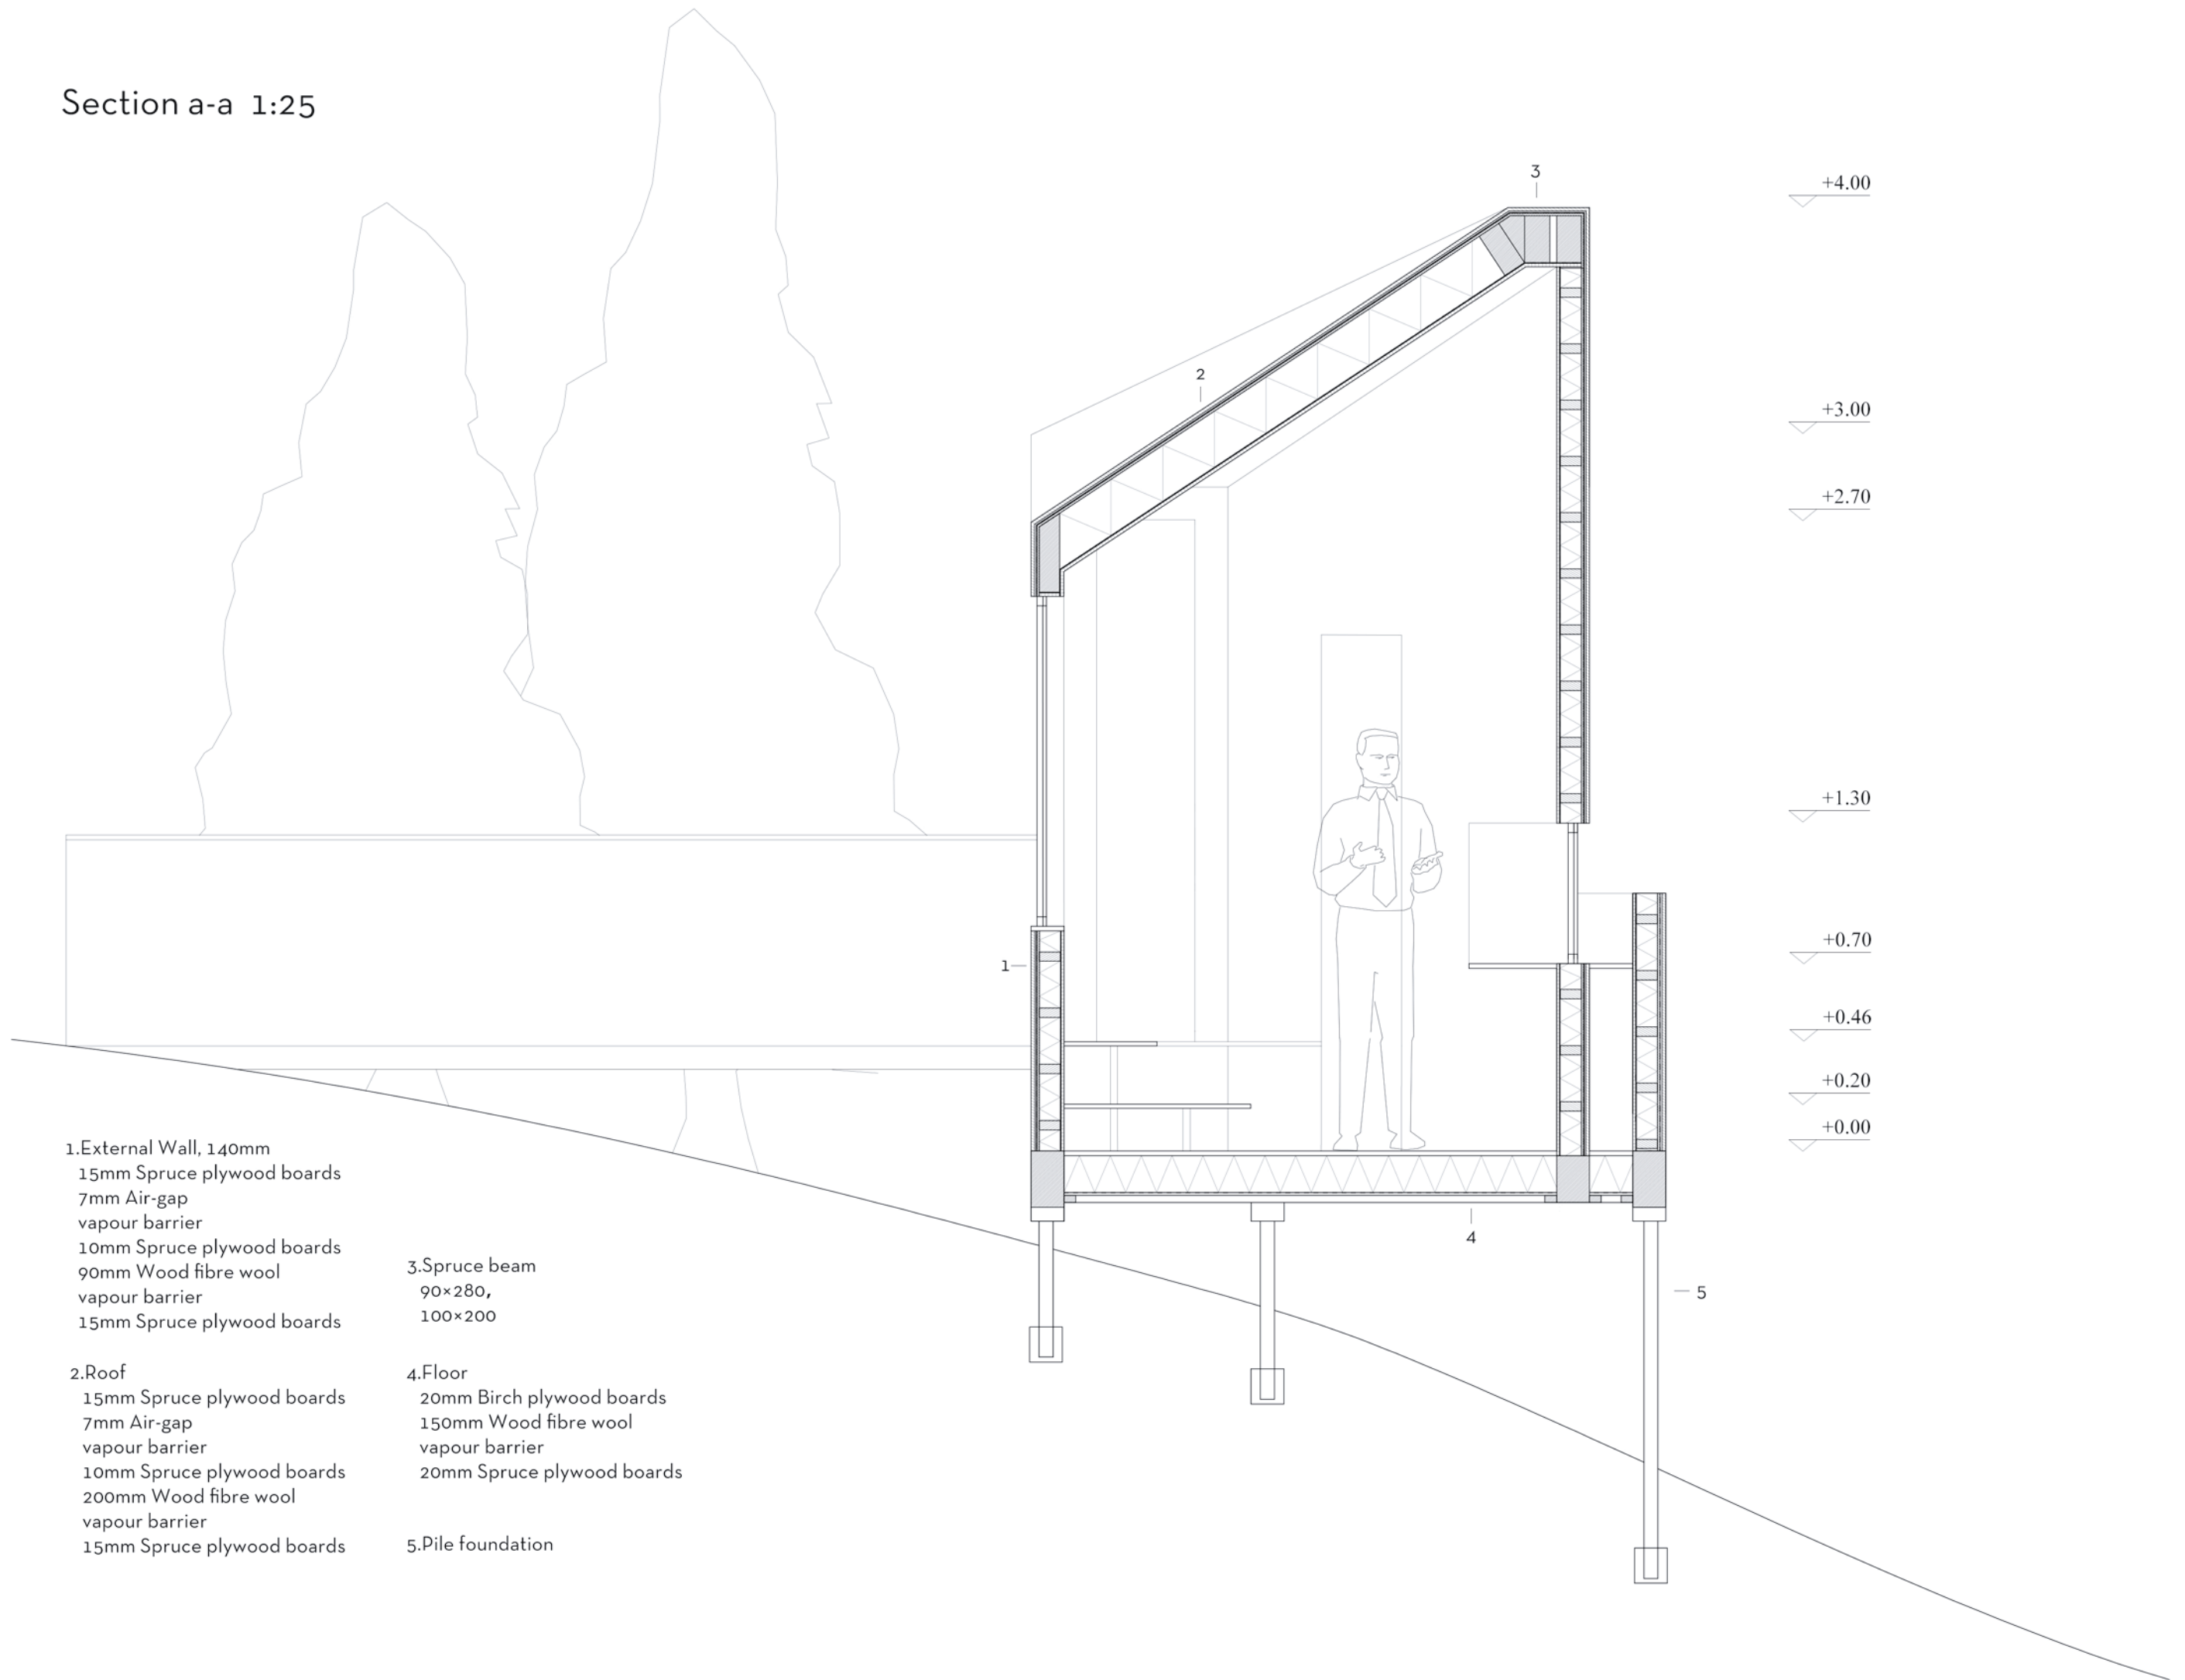 Section a-a 1:25
3
+4.00
2
+3.00
+2.70
+1.30
1
+0.70
+0.46
+0.20
+0.00
4
5
1.External Wall, 140mm
15mm Spruce plywood boards
7mm Air-gap
vapour barrier
10mm Spruce plywood boards
90mm Wood fibre wool
vapour barrier
15mm Spruce plywood boards
2.Roof
15mm Spruce plywood boards
7mm Air-gap
vapour barrier
10mm Spruce plywood boards
200mm Wood fibre wool
vapour barrier
15mm Spruce plywood boards
3.Spruce beam
90×280,
100×200
4.Floor
20mm Birch plywood boards
150mm Wood fibre wool
vapour barrier
20mm Spruce plywood boards
5.Pile foundation